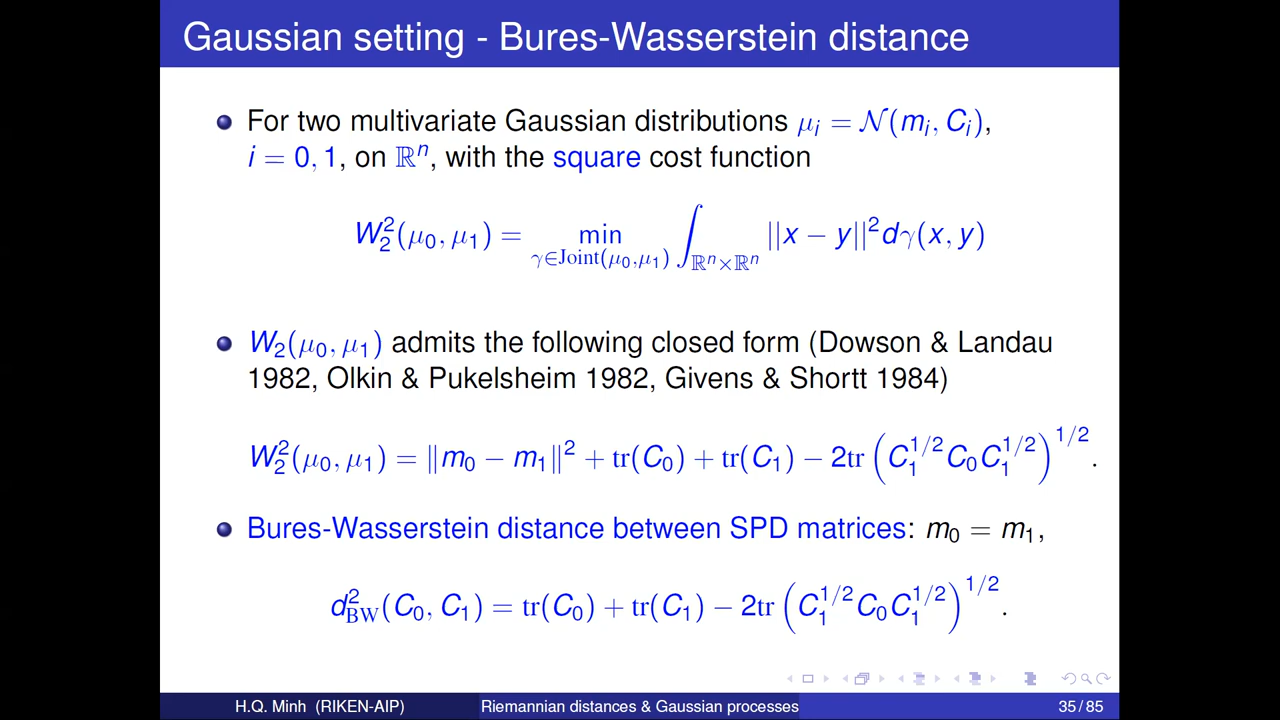 Gaussian setting - Bures-Wasserstein distance
For two multivariate Gaussian distributions μ_i = 𝒩(m_i, C_i),
i = 0, 1, on ℝ^n, with the square cost function
W_2^2(μ_0, μ_1) = min_{γ∈Joint(μ_0,μ_1)} ∫_{ℝ^n×ℝ^n} ||x − y||^2 dγ(x, y)
W_2(μ_0, μ_1) admits the following closed form (Dowson & Landau
1982, Olkin & Pukelsheim 1982, Givens & Shortt 1984)
W_2^2(μ_0, μ_1) = ‖m_0 − m_1‖^2 + tr(C_0) + tr(C_1) − 2tr (C_1^{1/2} C_0 C_1^{1/2})^{1/2}.
Bures-Wasserstein distance between SPD matrices: m_0 = m_1,
d_{BW}^2(C_0, C_1) = tr(C_0) + tr(C_1) − 2tr (C_1^{1/2} C_0 C_1^{1/2})^{1/2}.
H.Q. Minh (RIKEN-AIP) Riemannian distances & Gaussian processes 35 / 85